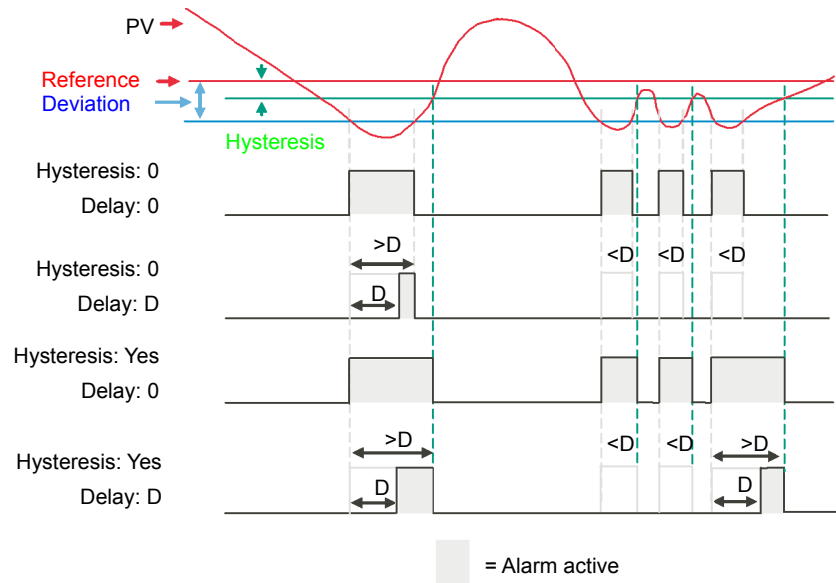 PV
Reference
Deviation
Hysteresis
Hysteresis: 0
Delay: 0
>D <D <D <D
Hysteresis: 0
D
Delay: D
Hysteresis: Yes
Delay: 0
>D <D <D >D
Hysteresis: Yes
D D
Delay: D
= Alarm active